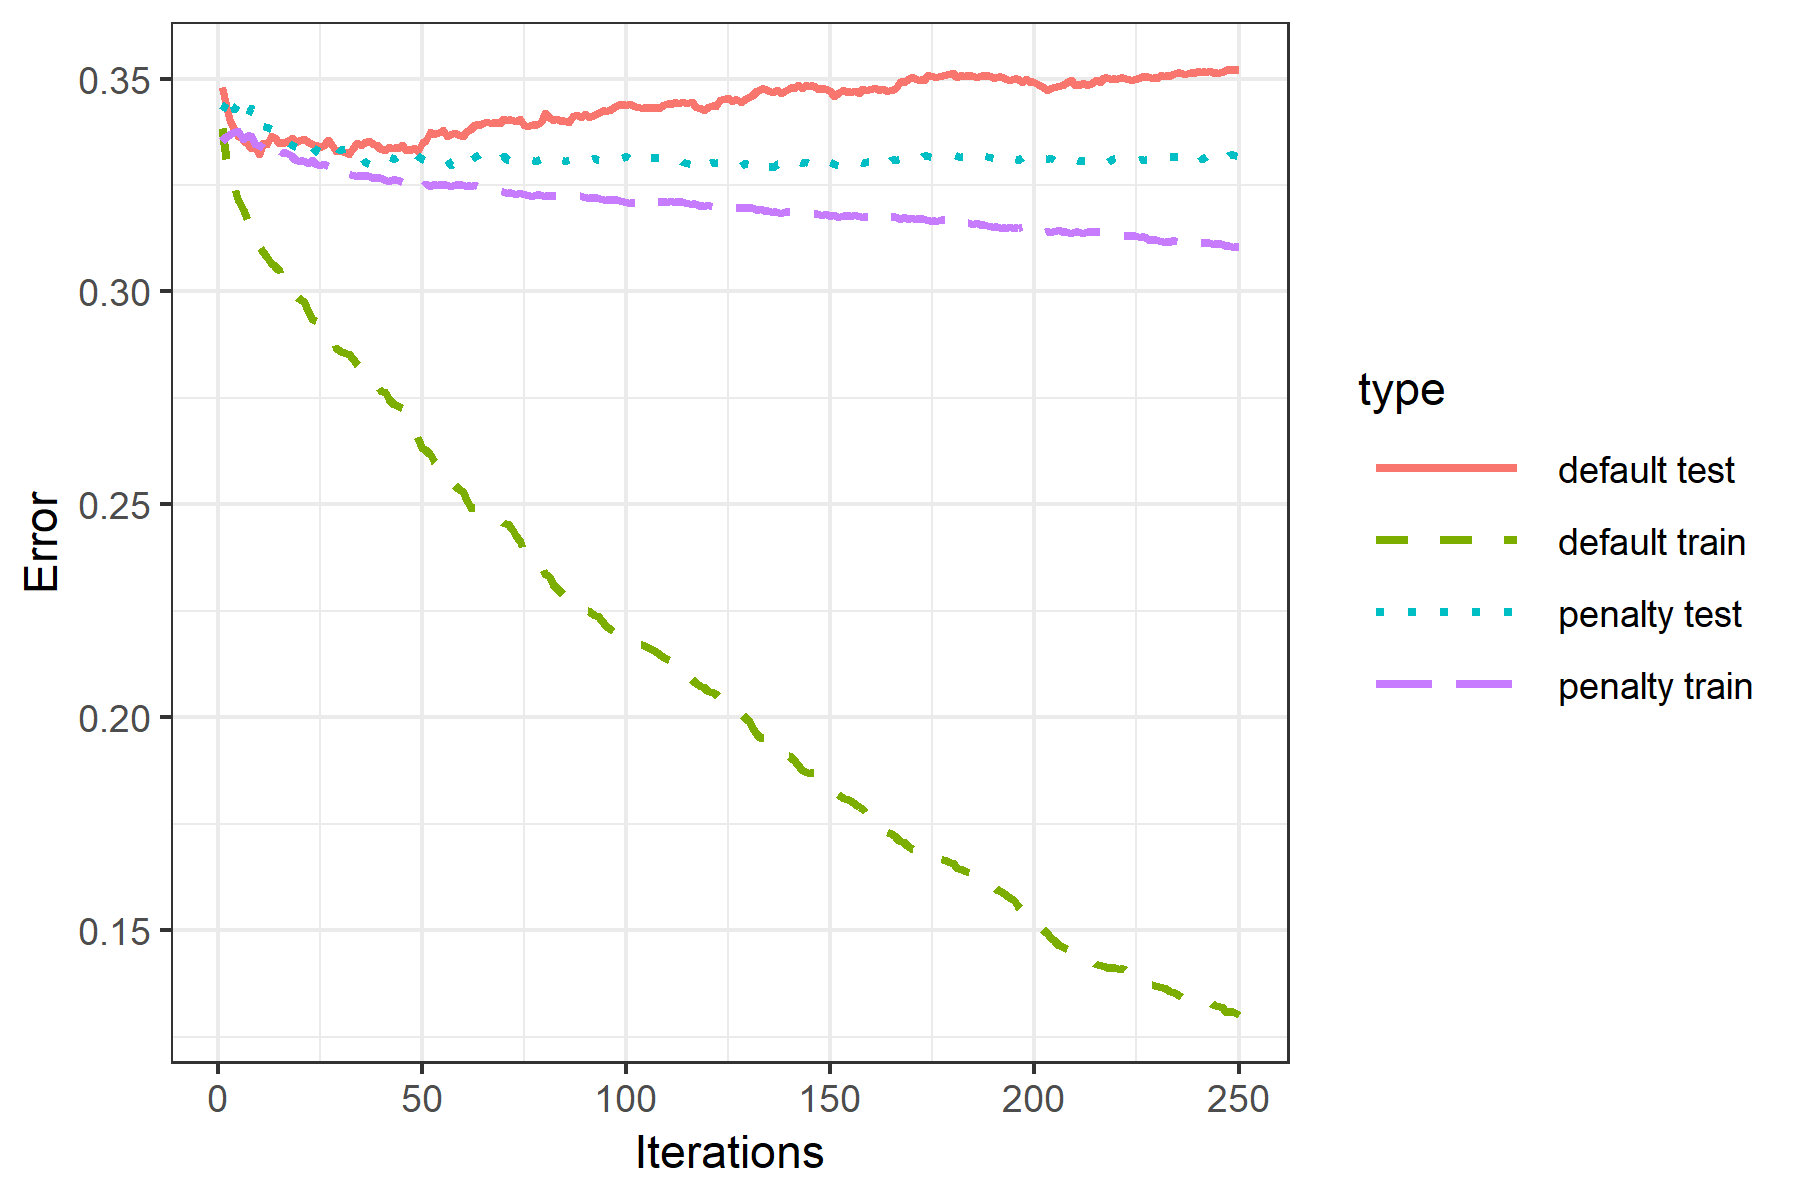 0.35
0.30
0.25
0.20
0.15
Error
0 50 100 150 200 250
Iterations
type
default test
default train
penalty test
penalty train